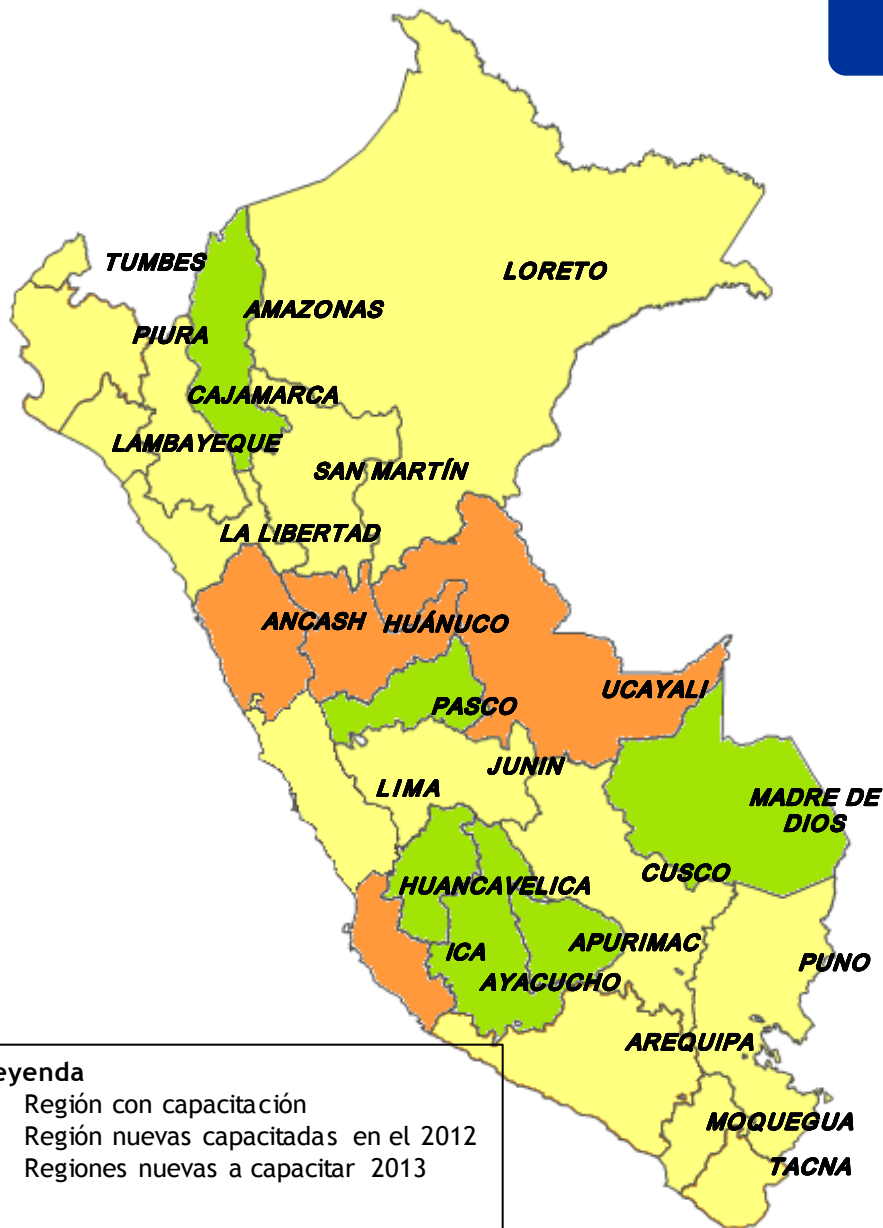 TUMBES
LORETO
AMAZONAS
PIURA
CAJAMARCA
LAMBAYEQUE
SAN MARTÍN
LA LIBERTAD
ANCASH
HUÁNUCO
UCAYALI
PASCO
JUNIN
LIMA
MADRE DE
DIOS
CUSCO
HUANCAVELICA
APURIMAC
ICA
PUNO
AYACUCHO
AREQUIPA
MOQUEGUA
TACNA
eyenda
Región con capacitación
Región nuevas capacitadas en el 2012
Regiones nuevas a capacitar 2013